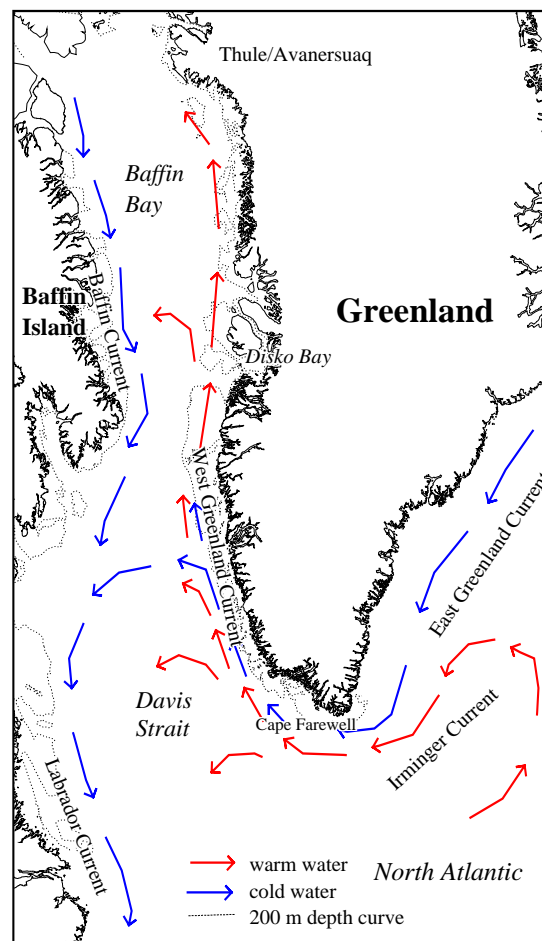 Thule/Avanersuaq
Baffin
Bay
Baffin
Island
Baffin Current
Greenland
Disko Bay
West Greenland Current
East Greenland Current
Davis
Strait
Cape Farewell
Irminger Current
Labrador Current
North Atlantic
warm water
cold water
200 m depth curve